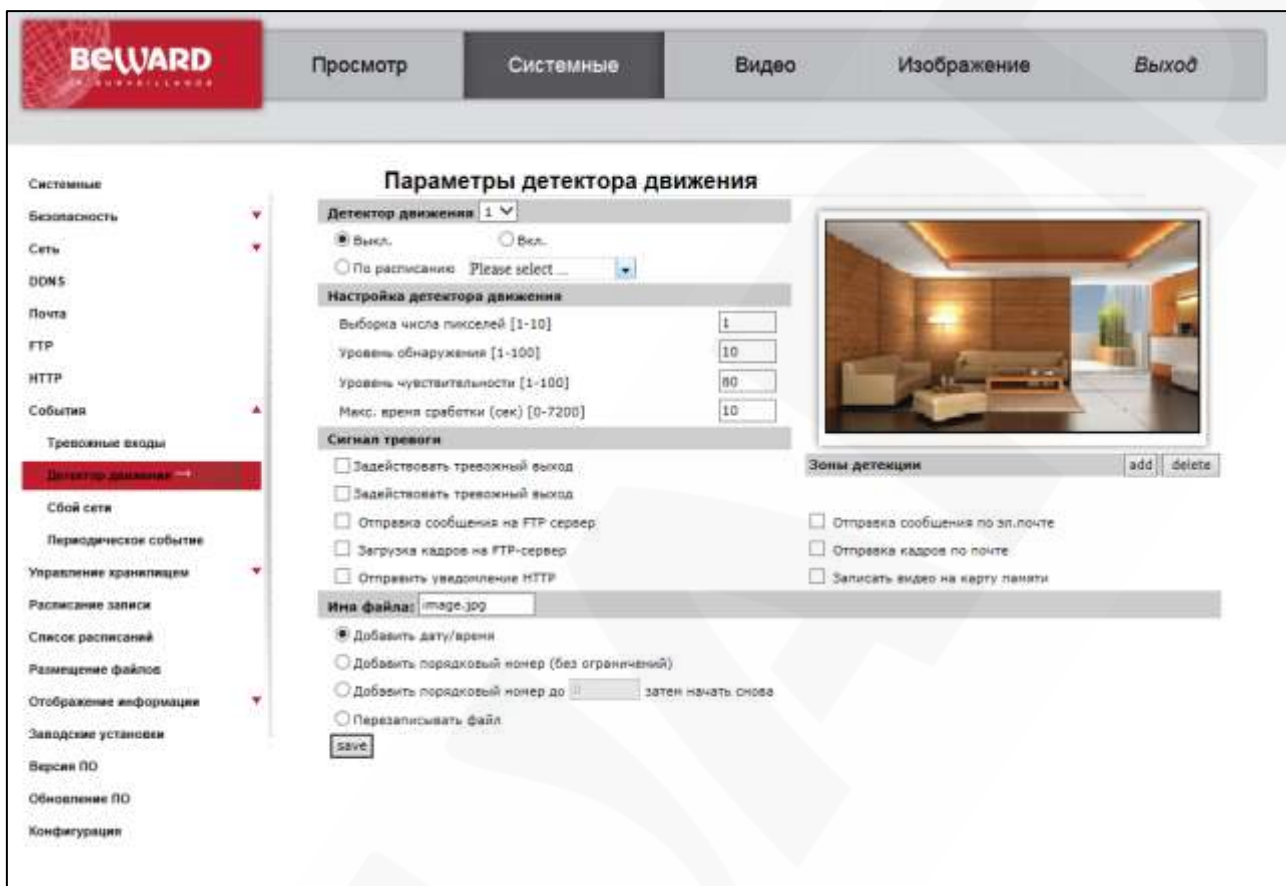 BEWARD
IP SURVEILLANCE
Просмотр
Системные
Видео
Изображение
Выход
Системные
Безопасность
Сеть
DDNS
Почта
FTP
HTTP
События
Тревожные входы
Детектор движения
Сбой сети
Периодическое событие
Управление хранилищем
Расписание записи
Список расписаний
Размещение файлов
Отображение информации
Заводские установки
Версия ПО
Обновление ПО
Конфигурация
Параметры детектора движения
Детектор движения 1
Выкл. Вкл.
По расписанию Please select ...
Настройка детектора движения
Выборка числа пикселей [1-10] 1
Уровень обнаружения [1-100] 10
Уровень чувствительности [1-100] 80
Макс. время сработки (сек) [0-7200] 10
Сигнал тревоги
Зоны детекции add delete
Задействовать тревожный выход
Задействовать тревожный выход
Отправка сообщения на FTP сервер Отправка сообщения по эл.почте
Загрузка кадров на FTP-сервер Отправка кадров по почте
Отправить уведомление HTTP Записать видео на карту памяти
Имя файла: image.jpg
Добавить дату/время
Добавить порядковый номер (без ограничений)
Добавить порядковый номер до 0 затем начать снова
Перезаписывать файл
save